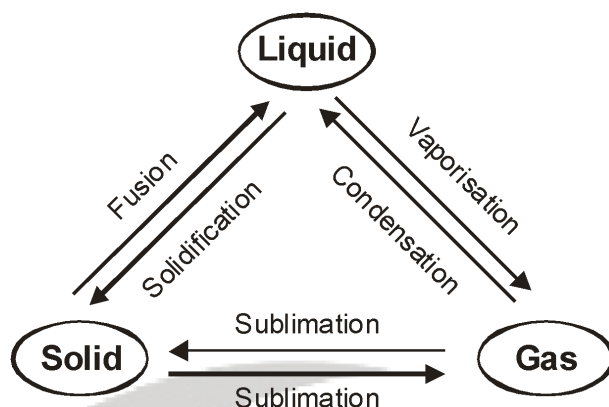 Liquid
Fusion
Solidification
Condensation
Vaporisation
Solid
Sublimation
Sublimation
Gas